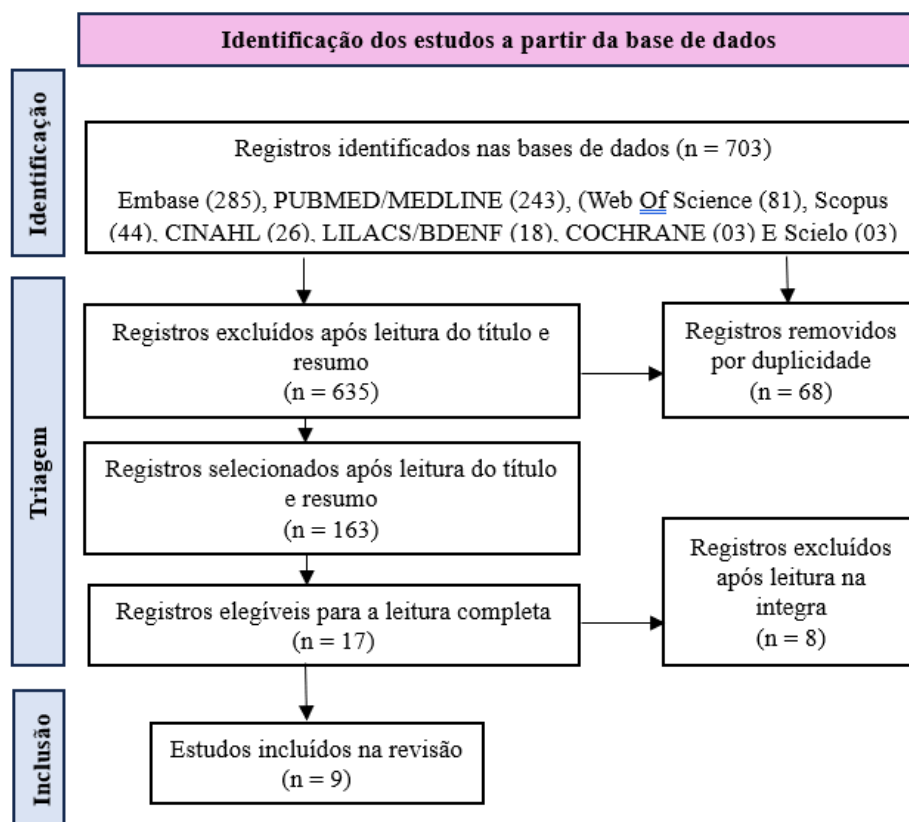 Identificação dos estudos a partir da base de dados
Identificação
Registros identificados nas bases de dados (n = 703)
Embase (285), PUBMED/MEDLINE (243), (Web Of Science (81), Scopus
(44), CINAHL (26), LILACS/BDENF (18), COCHRANE (03) E Scielo (03)
Triagem
Registros excluídos após leitura do título e
resumo
(n = 635)
Registros removidos
por duplicidade
(n = 68)
Registros selecionados após leitura do título
e resumo
(n = 163)
Registros excluídos
após leitura na
integra
(n = 8)
Registros elegíveis para a leitura completa
(n = 17)
Inclusão
Estudos incluídos na revisão
(n = 9)